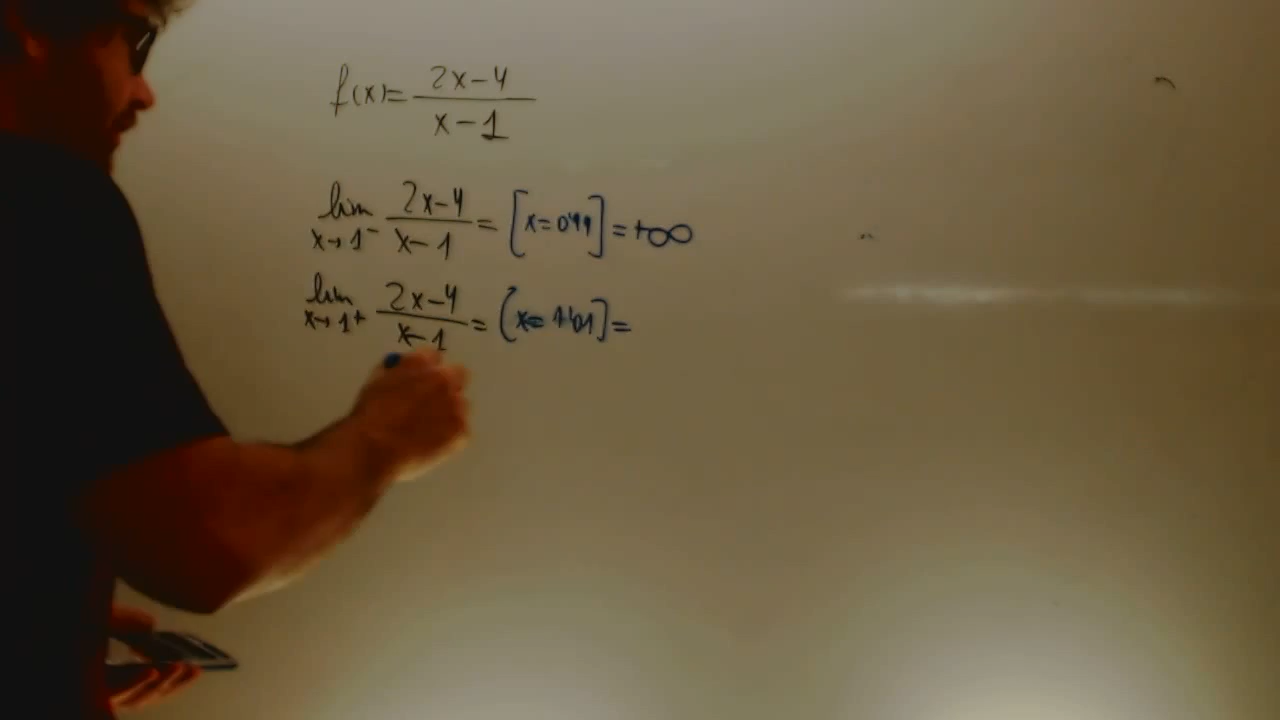 f(x)= 2x-4 / x-1
lim x→1⁻ 2x-4 / x-1 = [x=0'99] = +∞
lim x→1⁺ 2x-4 / x-1 = [x=1'01] =